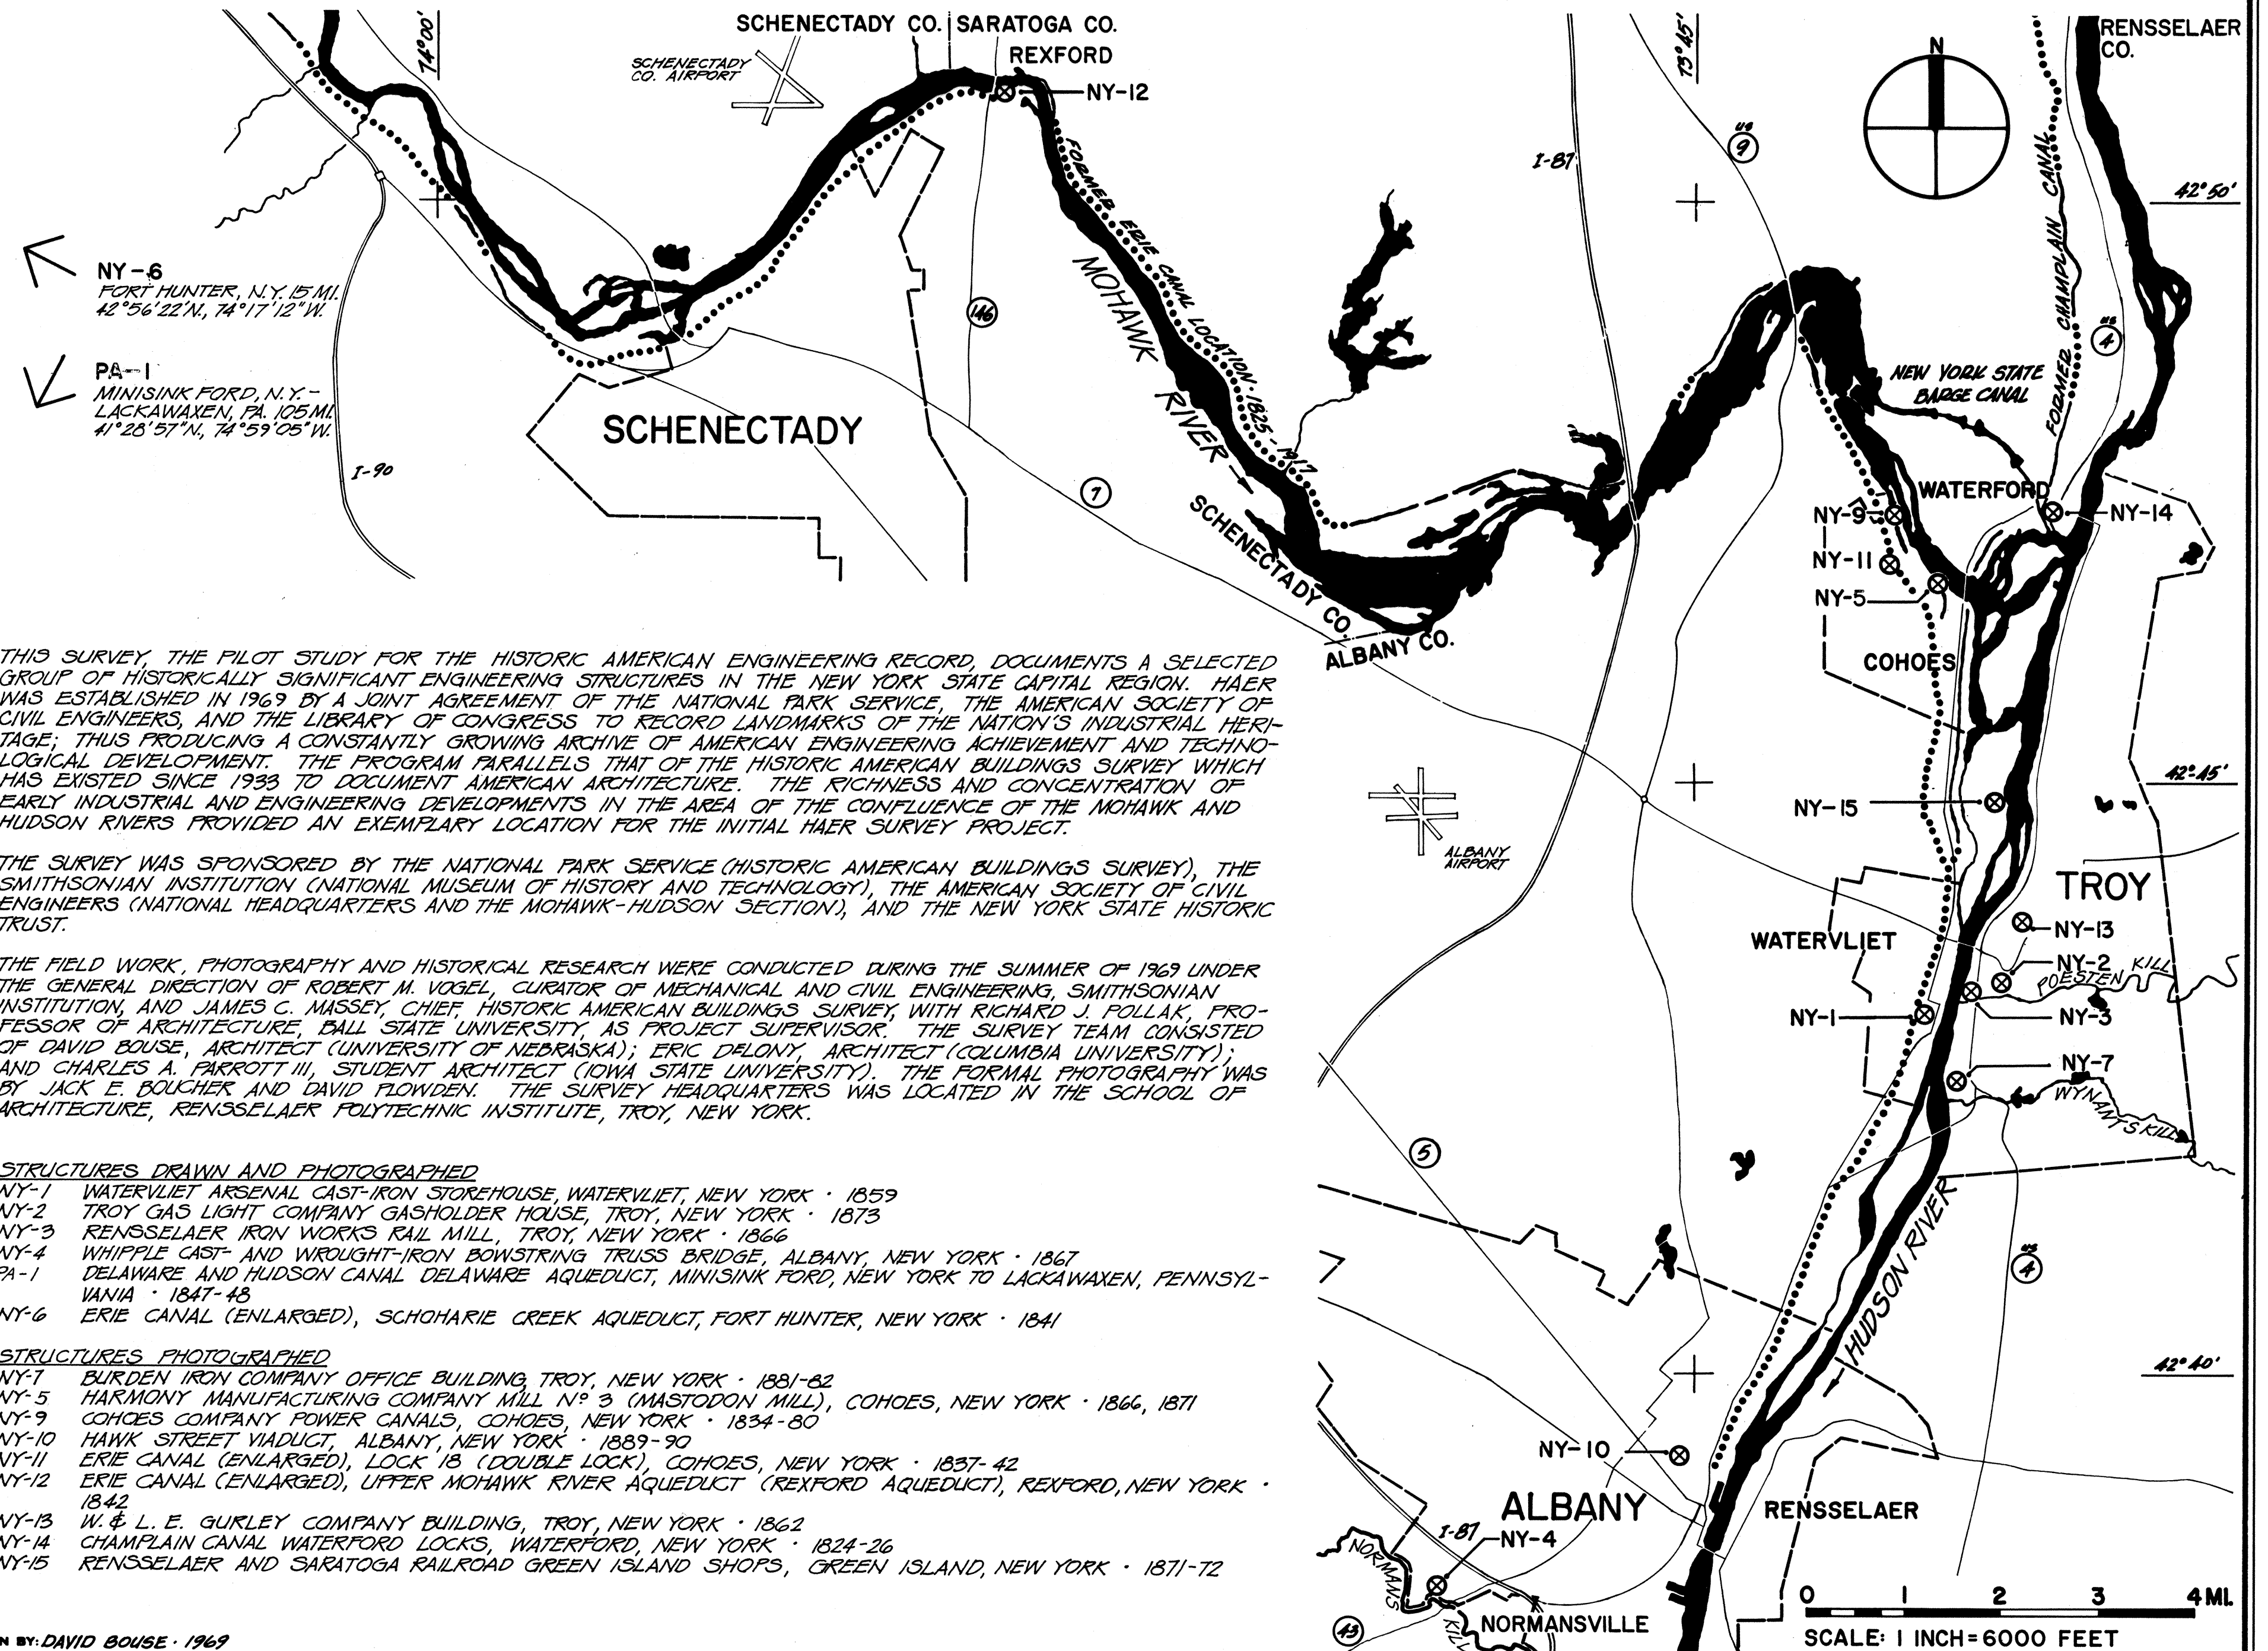 SCHENECTADY CO. | SARATOGA CO.
REXFORD
SCHENECTADY
CO. AIRPORT
74°00'
73°45'
RENSSELAER
CO.
N
NY-12
US
9
I-87
42°50'
FORMER CHAMPLAIN CANAL
FORMER ERIE CANAL LOCATION · 1825-1917
MOHAWK
RIVER
NY-6
FORT HUNTER, N.Y. 15 MI.
42°56'22"N., 74°17'12"W.
146
US
4
PA-1
MINISINK FORD, N.Y.-
LACKAWAXEN, PA. 105 MI.
41°28'57"N., 74°59'05"W.
NEW YORK STATE
BARGE CANAL
SCHENECTADY
I-90
7
WATERFORD
NY-9
NY-14
NY-11
NY-5
SCHENECTADY CO.
ALBANY CO.
COHOES
THIS SURVEY, THE PILOT STUDY FOR THE HISTORIC AMERICAN ENGINEERING RECORD, DOCUMENTS A SELECTED
GROUP OF HISTORICALLY SIGNIFICANT ENGINEERING STRUCTURES IN THE NEW YORK STATE CAPITAL REGION. HAER
WAS ESTABLISHED IN 1969 BY A JOINT AGREEMENT OF THE NATIONAL PARK SERVICE, THE AMERICAN SOCIETY OF
CIVIL ENGINEERS, AND THE LIBRARY OF CONGRESS TO RECORD LANDMARKS OF THE NATION'S INDUSTRIAL HERI-
TAGE; THUS PRODUCING A CONSTANTLY GROWING ARCHIVE OF AMERICAN ENGINEERING ACHIEVEMENT AND TECHNO-
LOGICAL DEVELOPMENT. THE PROGRAM PARALLELS THAT OF THE HISTORIC AMERICAN BUILDINGS SURVEY WHICH
HAS EXISTED SINCE 1933 TO DOCUMENT AMERICAN ARCHITECTURE. THE RICHNESS AND CONCENTRATION OF
EARLY INDUSTRIAL AND ENGINEERING DEVELOPMENTS IN THE AREA OF THE CONFLUENCE OF THE MOHAWK AND
HUDSON RIVERS PROVIDED AN EXEMPLARY LOCATION FOR THE INITIAL HAER SURVEY PROJECT.
THE SURVEY WAS SPONSORED BY THE NATIONAL PARK SERVICE (HISTORIC AMERICAN BUILDINGS SURVEY), THE
SMITHSONIAN INSTITUTION (NATIONAL MUSEUM OF HISTORY AND TECHNOLOGY), THE AMERICAN SOCIETY OF CIVIL
ENGINEERS (NATIONAL HEADQUARTERS AND THE MOHAWK-HUDSON SECTION), AND THE NEW YORK STATE HISTORIC
TRUST.
THE FIELD WORK, PHOTOGRAPHY AND HISTORICAL RESEARCH WERE CONDUCTED DURING THE SUMMER OF 1969 UNDER
THE GENERAL DIRECTION OF ROBERT M. VOGEL, CURATOR OF MECHANICAL AND CIVIL ENGINEERING, SMITHSONIAN
INSTITUTION, AND JAMES C. MASSEY, CHIEF, HISTORIC AMERICAN BUILDINGS SURVEY, WITH RICHARD J. POLLAK, PRO-
FESSOR OF ARCHITECTURE, BALL STATE UNIVERSITY, AS PROJECT SUPERVISOR. THE SURVEY TEAM CONSISTED
OF DAVID BOUSE, ARCHITECT (UNIVERSITY OF NEBRASKA); ERIC DELONY, ARCHITECT (COLUMBIA UNIVERSITY);
AND CHARLES A. PARROTT III, STUDENT ARCHITECT (IOWA STATE UNIVERSITY). THE FORMAL PHOTOGRAPHY WAS
BY JACK E. BOUCHER AND DAVID PLOWDEN. THE SURVEY HEADQUARTERS WAS LOCATED IN THE SCHOOL OF
ARCHITECTURE, RENSSELAER POLYTECHNIC INSTITUTE, TROY, NEW YORK.
42°45'
NY-15
ALBANY
AIRPORT
TROY
WATERVLIET
NY-13
NY-2
POESTEN KILL
NY-1
NY-3
NY-7
WYNANTSKILL
5
HUDSON RIVER
US
4
42°40'
STRUCTURES DRAWN AND PHOTOGRAPHED
NY-1 WATERVLIET ARSENAL CAST-IRON STOREHOUSE, WATERVLIET, NEW YORK · 1859
NY-2 TROY GAS LIGHT COMPANY GASHOLDER HOUSE, TROY, NEW YORK · 1873
NY-3 RENSSELAER IRON WORKS RAIL MILL, TROY, NEW YORK · 1866
NY-4 WHIPPLE CAST- AND WROUGHT-IRON BOWSTRING TRUSS BRIDGE, ALBANY, NEW YORK · 1867
PA-1 DELAWARE AND HUDSON CANAL DELAWARE AQUEDUCT, MINISINK FORD, NEW YORK TO LACKAWAXEN, PENNSYL-
VANIA · 1847-48
NY-6 ERIE CANAL (ENLARGED), SCHOHARIE CREEK AQUEDUCT, FORT HUNTER, NEW YORK · 1841
STRUCTURES PHOTOGRAPHED
NY-7 BURDEN IRON COMPANY OFFICE BUILDING, TROY, NEW YORK · 1881-82
NY-5 HARMONY MANUFACTURING COMPANY MILL Nº 3 (MASTODON MILL), COHOES, NEW YORK · 1866, 1871
NY-9 COHOES COMPANY POWER CANALS, COHOES, NEW YORK · 1834-80
NY-10 HAWK STREET VIADUCT, ALBANY, NEW YORK · 1889-90
NY-11 ERIE CANAL (ENLARGED), LOCK 18 (DOUBLE LOCK), COHOES, NEW YORK · 1837-42
NY-12 ERIE CANAL (ENLARGED), UPPER MOHAWK RIVER AQUEDUCT (REXFORD AQUEDUCT), REXFORD, NEW YORK ·
1842
NY-13 W. & L. E. GURLEY COMPANY BUILDING, TROY, NEW YORK · 1862
NY-14 CHAMPLAIN CANAL WATERFORD LOCKS, WATERFORD, NEW YORK · 1824-26
NY-15 RENSSELAER AND SARATOGA RAILROAD GREEN ISLAND SHOPS, GREEN ISLAND, NEW YORK · 1871-72
NY-10
ALBANY
RENSSELAER
I-87
NY-4
NORMANS
KILL
NORMANSVILLE
43
0 1 2 3 4 MI.
SCALE: 1 INCH = 6000 FEET
N BY: DAVID BOUSE · 1969